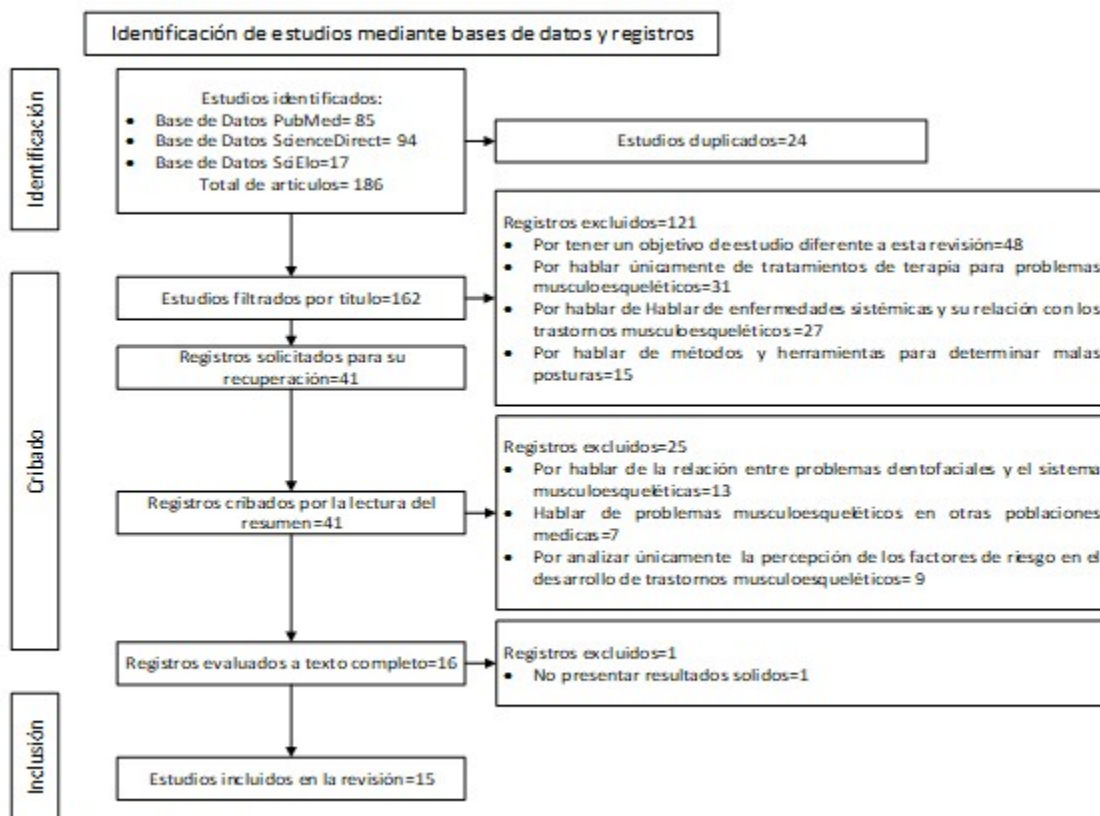 Identificación de estudios mediante bases de datos y registros
Identificación
Estudios identificados:
• Base de Datos PubMed= 85
• Base de Datos ScienceDirect= 94
• Base de Datos SciElo=17
Total de artículos= 186
Estudios duplicados=24
Cribado
Estudios filtrados por titulo=162
Registros excluidos=121
• Por tener un objetivo de estudio diferente a esta revisión=48
• Por hablar únicamente de tratamientos de terapia para problemas
musculoesqueléticos=31
• Por hablar de Hablar de enfermedades sistémicas y su relación con los
trastornos musculoesqueléticos =27
• Por hablar de métodos y herramientas para determinar malas
posturas=15
Registros solicitados para su
recuperación=41
Registros cribados por la lectura del
resumen=41
Registros excluidos=25
• Por hablar de la relación entre problemas dentofaciales y el sistema
musculoesqueléticas=13
• Hablar de problemas musculoesqueléticos en otras poblaciones
medicas=7
• Por analizar únicamente la percepción de los factores de riesgo en el
desarrollo de trastornos musculoesqueléticos= 9
Registros evaluados a texto completo=16
Registros excluidos=1
• No presentar resultados solidos=1
Inclusión
Estudios incluidos en la revisión=15